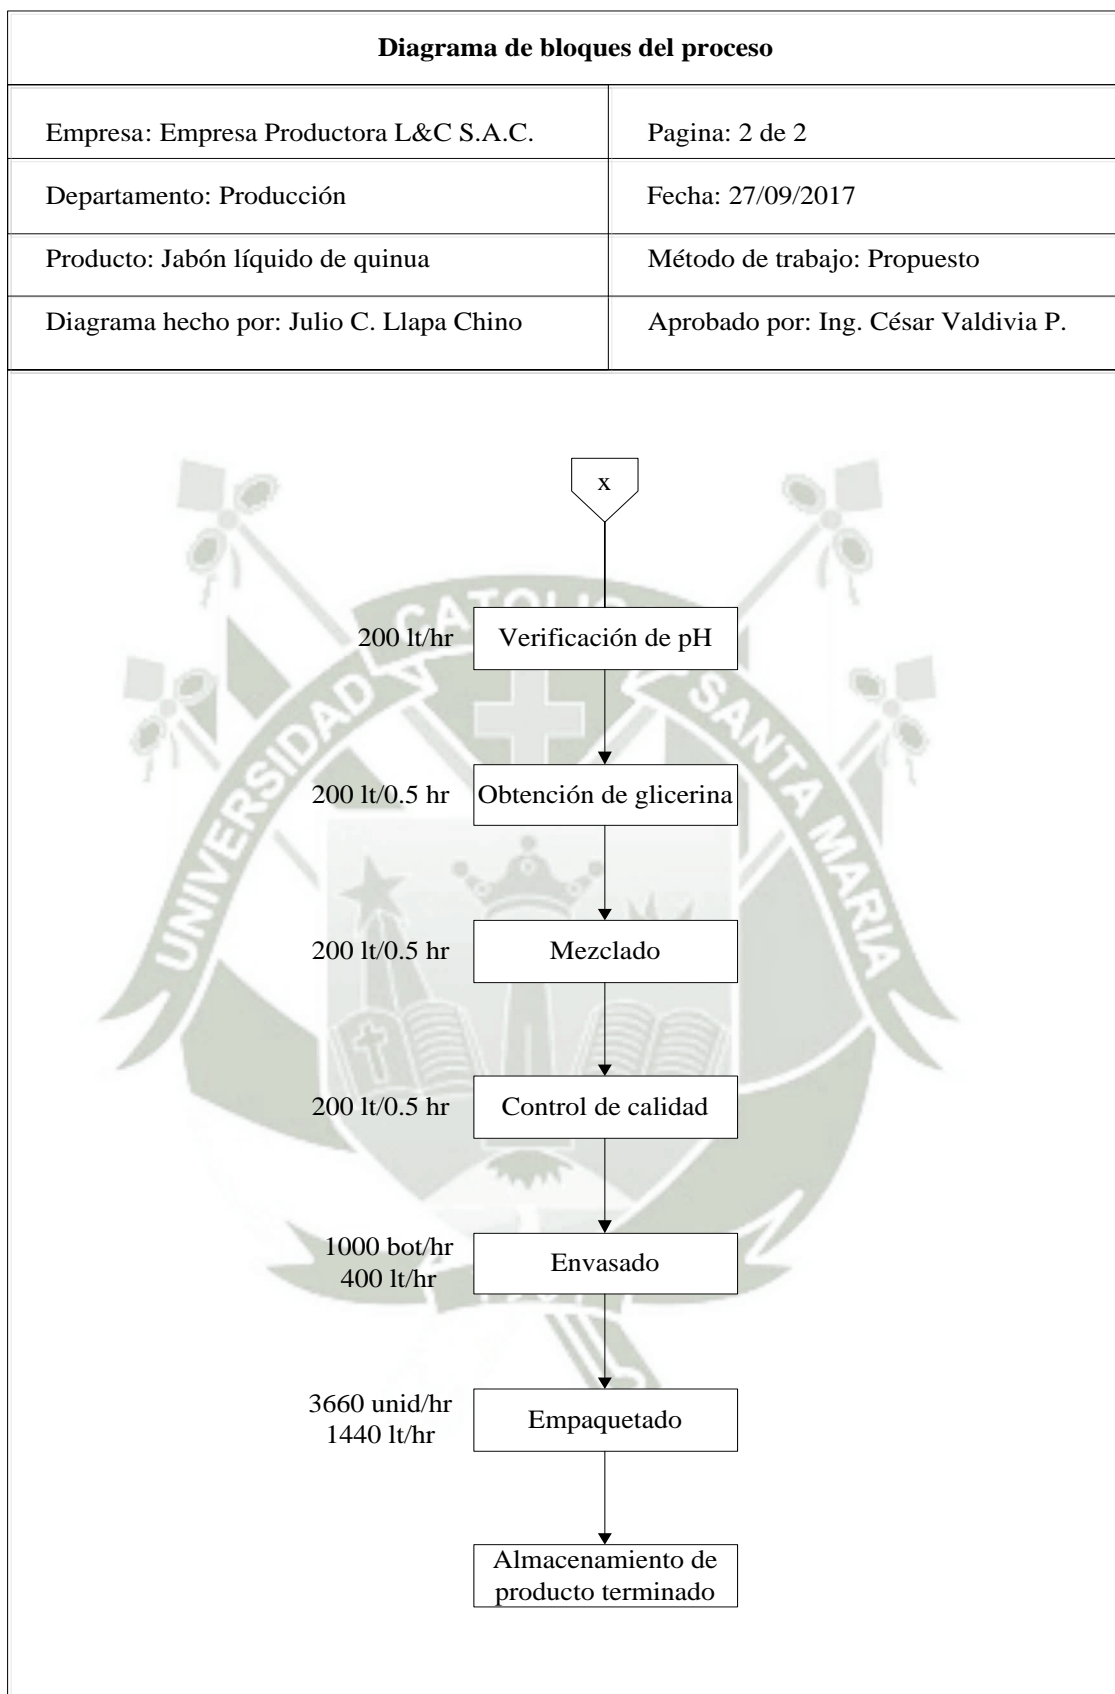 Diagrama de bloques del proceso
Empresa: Empresa Productora L&C S.A.C.
Pagina: 2 de 2
Departamento: Producción
Fecha: 27/09/2017
Producto: Jabón líquido de quinua
Método de trabajo: Propuesto
Diagrama hecho por: Julio C. Llapa Chino
Aprobado por: Ing. César Valdivia P.
x
UNIVERSIDAD
SANTA MARIA
200 lt/hr
Verificación de pH
200 lt/0.5 hr
Obtención de glicerina
200 lt/0.5 hr
Mezclado
200 lt/0.5 hr
Control de calidad
1000 bot/hr
400 lt/hr
Envasado
3660 unid/hr
1440 lt/hr
Empaquetado
Almacenamiento de
producto terminado